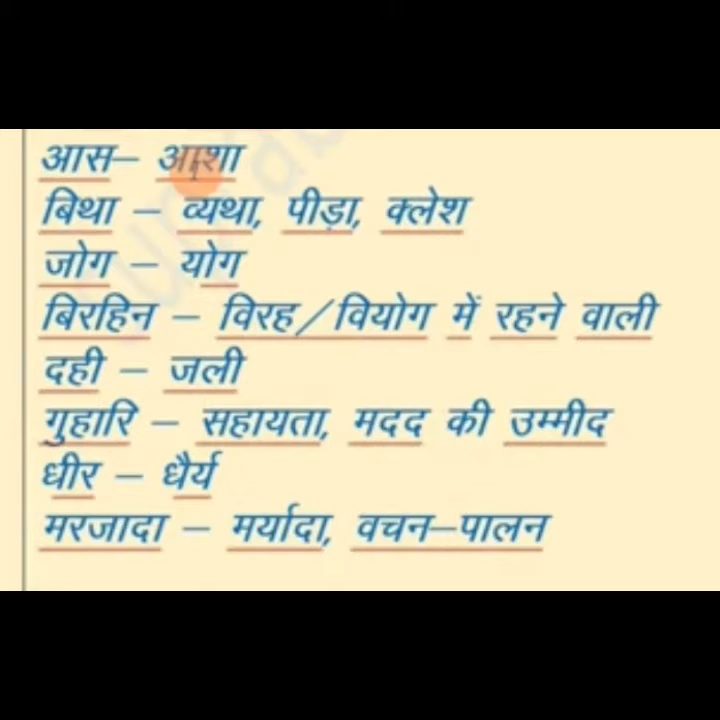 आस– आशा
बिथा – व्यथा, पीड़ा, क्लेश
जोग – योग
बिरहिन – विरह/वियोग में रहने वाली
दही – जली
गुहारि – सहायता, मदद की उम्मीद
धीर – धैर्य
मरजादा – मर्यादा, वचन–पालन